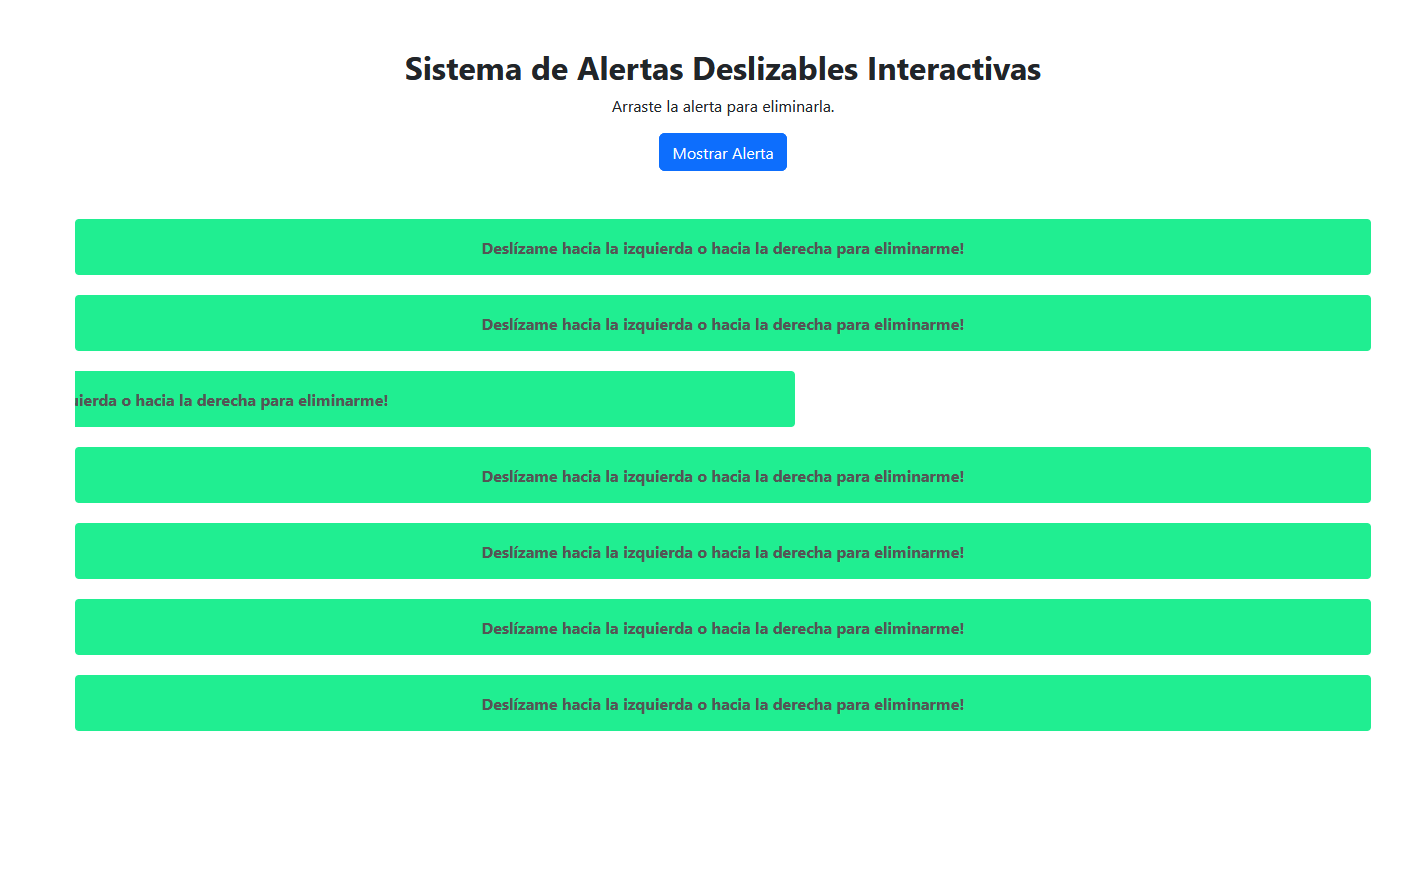 Sistema de Alertas Deslizables Interactivas
Arraste la alerta para eliminarla.
Mostrar Alerta
Deslízame hacia la izquierda o hacia la derecha para eliminarme!
Deslízame hacia la izquierda o hacia la derecha para eliminarme!
o hacia la derecha para eliminarme!
Deslízame hacia la izquierda o hacia la derecha para eliminarme!
Deslízame hacia la izquierda o hacia la derecha para eliminarme!
Deslízame hacia la izquierda o hacia la derecha para eliminarme!
Deslízame hacia la izquierda o hacia la derecha para eliminarme!